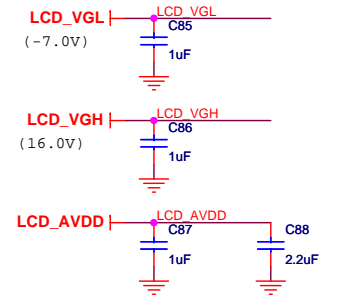 LCD_VGL
LCD_VGL
C85
(-7.0V)
1uF
LCD_VGH
LCD_VGH
C86
(16.0V)
1uF
LCD_AVDD
LCD_AVDD
C87
C88
1uF
2.2uF